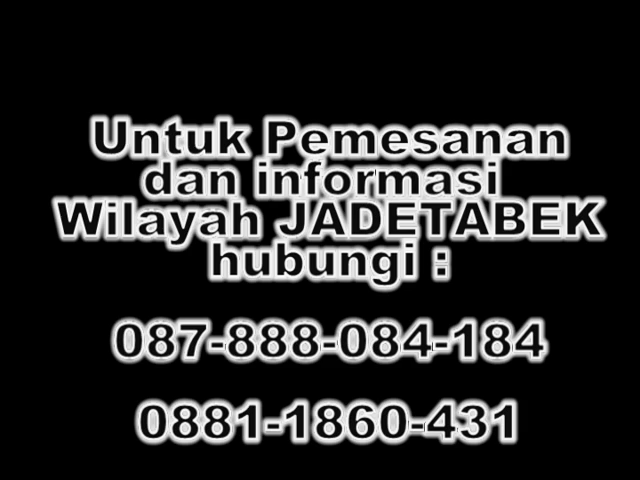 Untuk Pemesanan
dan informasi
Wilayah JADETABEK
hubungi :
087-888-084-184
0881-1860-431